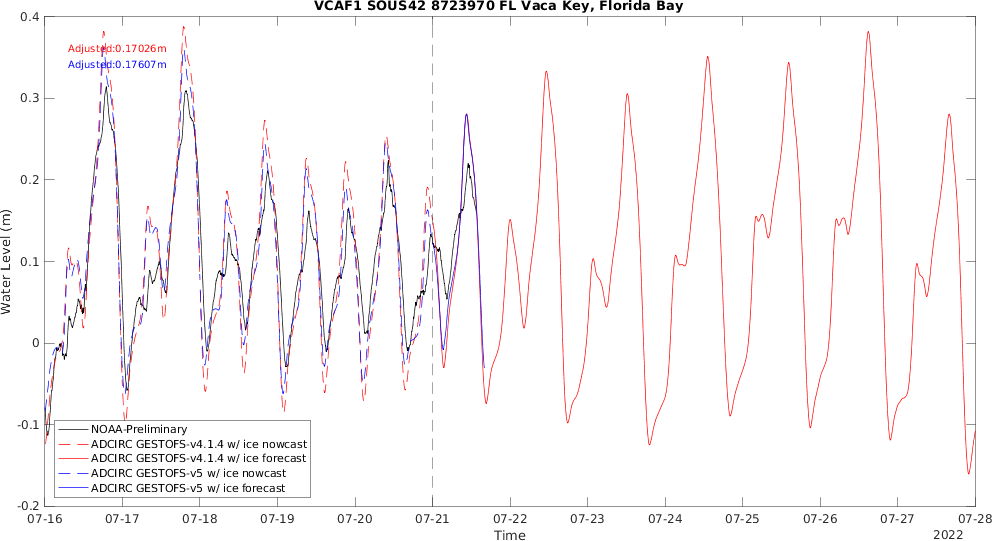 VCAF1 SOUS42 8723970 FL Vaca Key, Florida Bay
0.4
0.3
0.2
0.1
0
-0.1
-0.2
Water Level (m)
Adjusted:0.17026m
Adjusted:0.17607m
NOAA-Preliminary
ADCIRC GESTOFS-v4.1.4 w/ ice nowcast
ADCIRC GESTOFS-v4.1.4 w/ ice forecast
ADCIRC GESTOFS-v5 w/ ice nowcast
ADCIRC GESTOFS-v5 w/ ice forecast
07-16 07-17 07-18 07-19 07-20 07-21 07-22 07-23 07-24 07-25 07-26 07-27 07-28
Time
2022